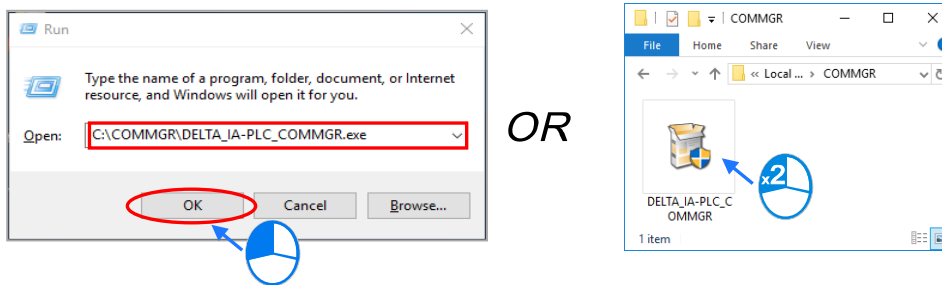 Run
Type the name of a program, folder, document, or Internet
resource, and Windows will open it for you.
Open:
C:\COMMGR\DELTA_IA-PLC_COMMGR.exe
OK
Cancel
Browse...
OR
COMMGR
File
Home
Share
View
« Local ... › COMMGR
x2
DELTA_IA-PLC_C
OMMGR
1 item